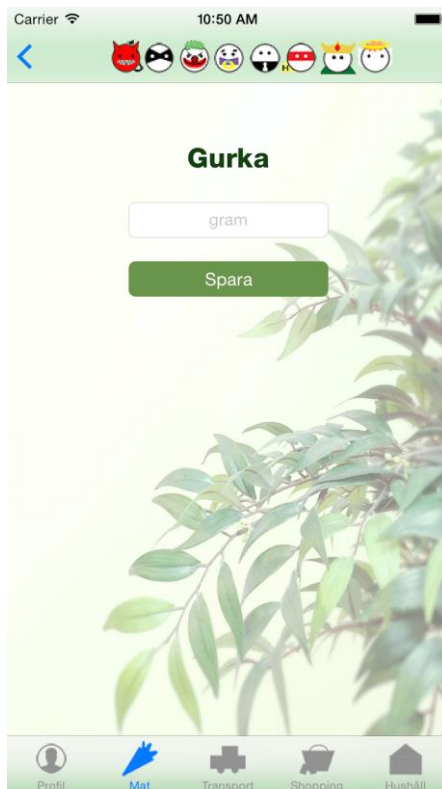 Carrier 10:50 AM
H
Gurka
gram
Spara
Profil Mat Transport Shopping Hushåll